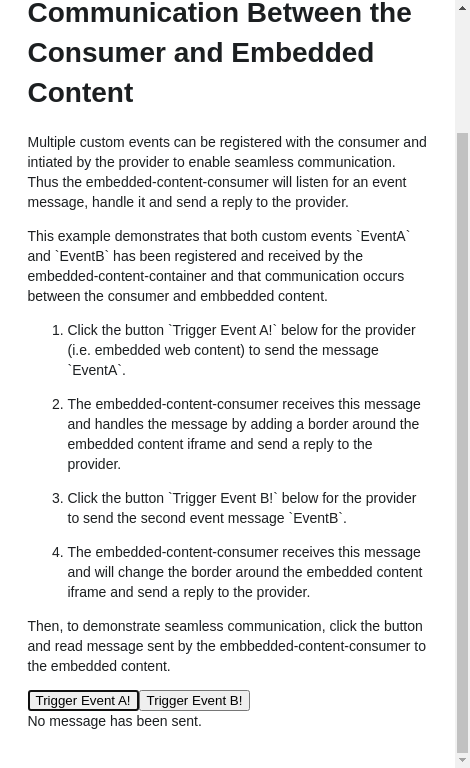 Communication Between the
Consumer and Embedded
Content
Multiple custom events can be registered with the consumer and
intiated by the provider to enable seamless communication.
Thus the embedded-content-consumer will listen for an event
message, handle it and send a reply to the provider.
This example demonstrates that both custom events `EventA`
and `EventB` has been registered and received by the
embedded-content-container and that communication occurs
between the consumer and embbedded content.
1. Click the button `Trigger Event A!` below for the provider
(i.e. embedded web content) to send the message
`EventA`.
2. The embedded-content-consumer receives this message
and handles the message by adding a border around the
embedded content iframe and send a reply to the
provider.
3. Click the button `Trigger Event B!` below for the provider
to send the second event message `EventB`.
4. The embedded-content-consumer receives this message
and will change the border around the embedded content
iframe and send a reply to the provider.
Then, to demonstrate seamless communication, click the button
and read message sent by the embbedded-content-consumer to
the embedded content.
Trigger Event A! Trigger Event B!
No message has been sent.